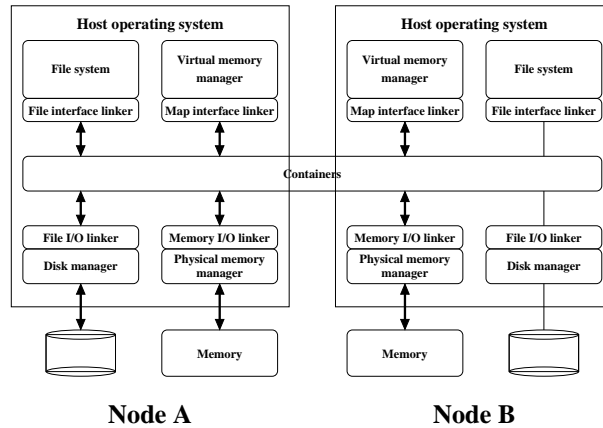 Host operating system
File system
Virtual memory
manager
File interface linker
Map interface linker
Host operating system
Virtual memory
manager
File system
Map interface linker
File interface linker
Containers
File I/O linker
Memory I/O linker
Disk manager
Physical memory
manager
Memory I/O linker
File I/O linker
Physical memory
manager
Disk manager
Memory
Memory
Node A
Node B